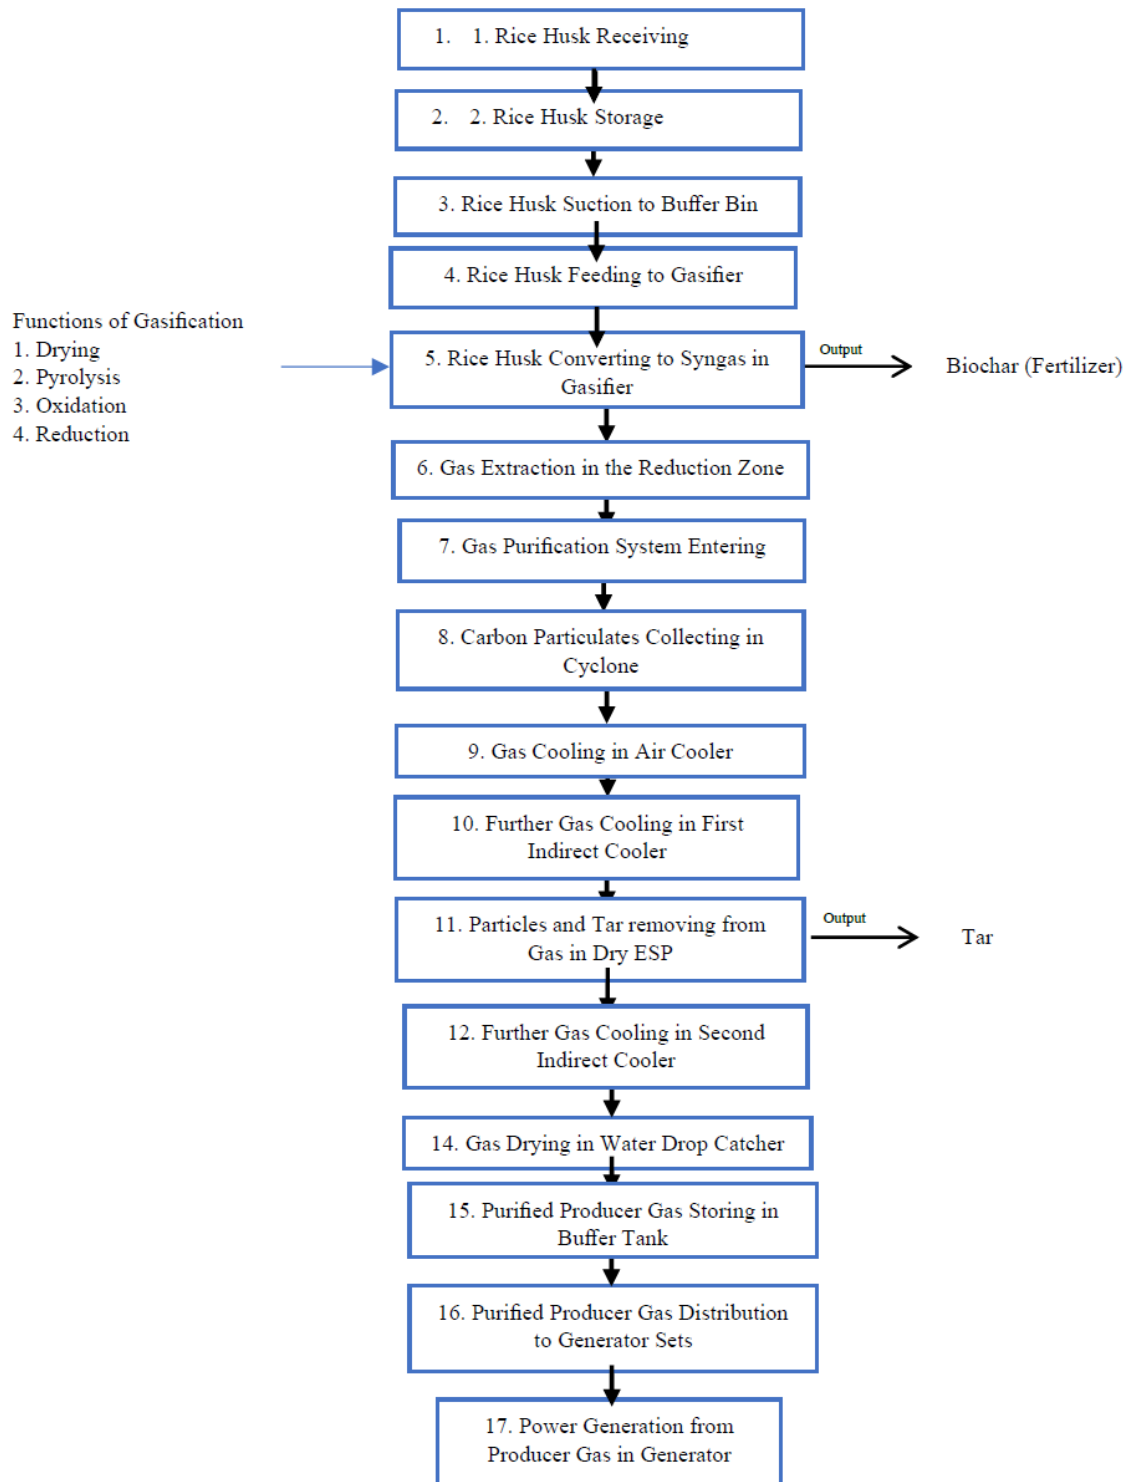 1. 1. Rice Husk Receiving
2. 2. Rice Husk Storage
3. Rice Husk Suction to Buffer Bin
4. Rice Husk Feeding to Gasifier
Functions of Gasification
1. Drying
2. Pyrolysis
3. Oxidation
4. Reduction
5. Rice Husk Converting to Syngas in
Gasifier
Output
Biochar (Fertilizer)
6. Gas Extraction in the Reduction Zone
7. Gas Purification System Entering
8. Carbon Particulates Collecting in
Cyclone
9. Gas Cooling in Air Cooler
10. Further Gas Cooling in First
Indirect Cooler
11. Particles and Tar removing from
Gas in Dry ESP
Output
Tar
12. Further Gas Cooling in Second
Indirect Cooler
14. Gas Drying in Water Drop Catcher
15. Purified Producer Gas Storing in
Buffer Tank
16. Purified Producer Gas Distribution
to Generator Sets
17. Power Generation from
Producer Gas in Generator